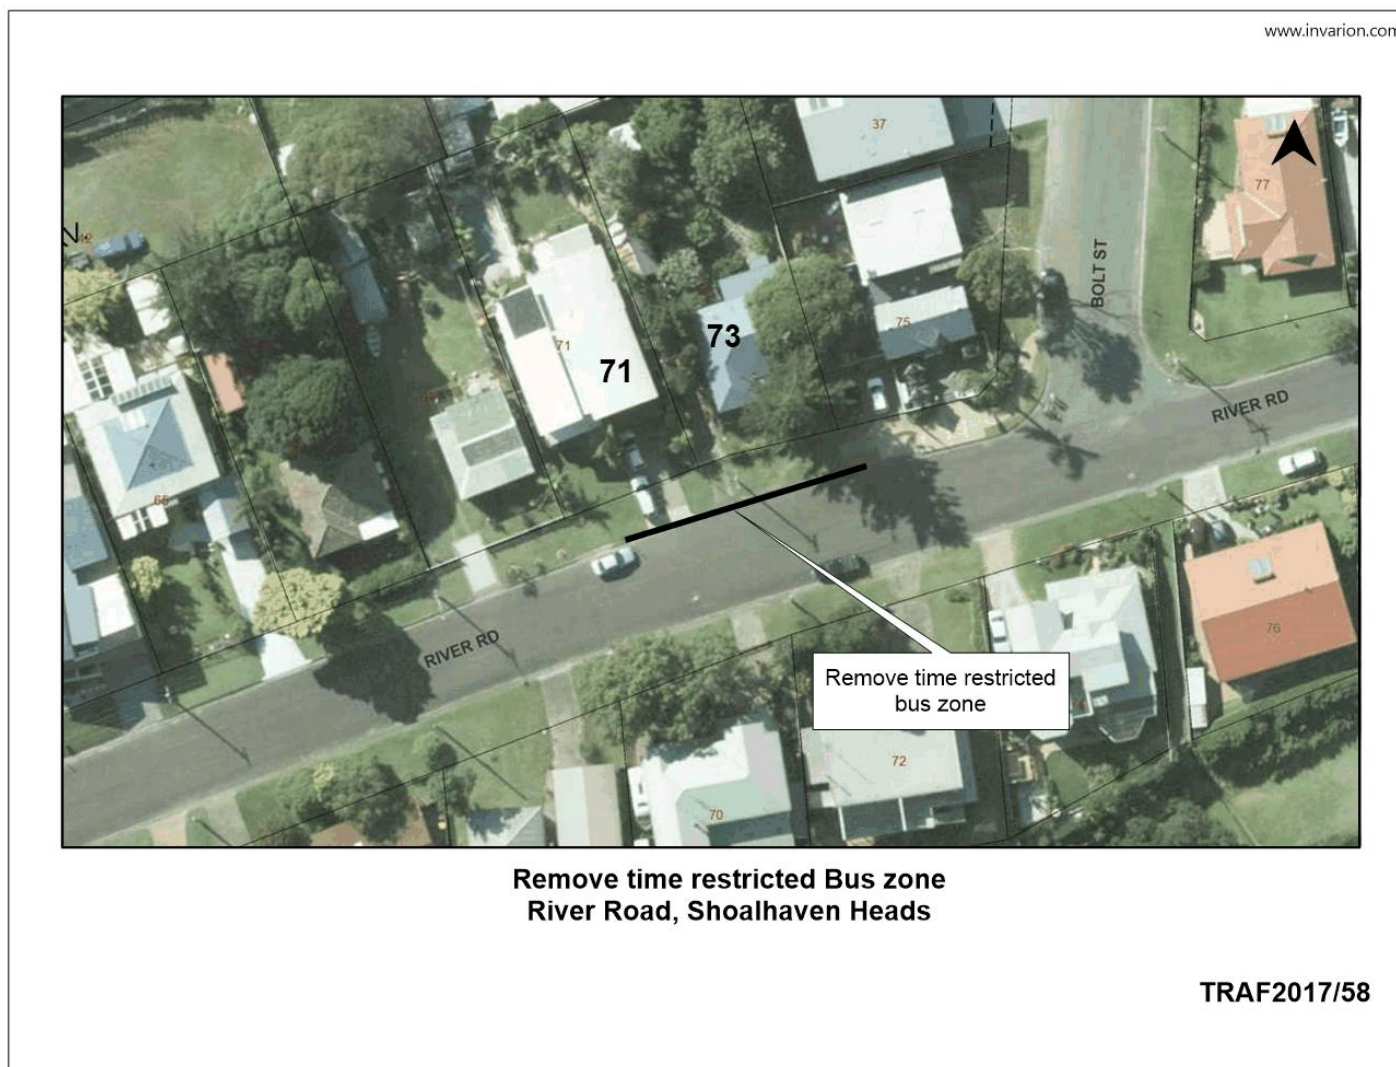 www.invarion.com
37
77
BOLT ST
75
73
71
71
RIVER RD
65
RIVER RD
76
Remove time restricted
bus zone
72
70
Remove time restricted Bus zone
River Road, Shoalhaven Heads
TRAF2017/58